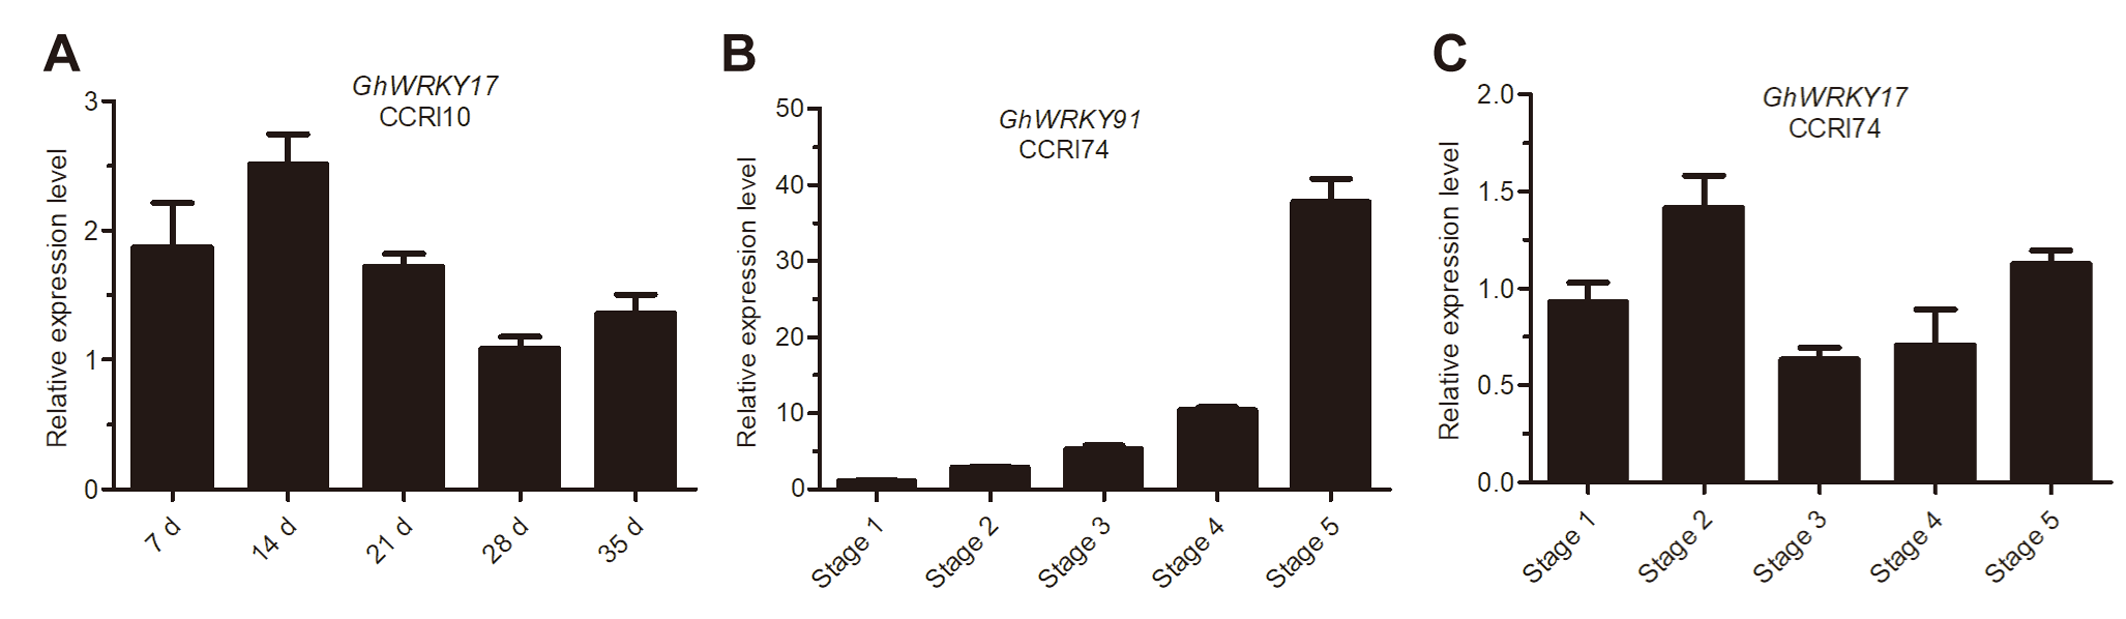 A
GhWRKY17
CCRI10
Relative expression level
3
2
1
0
7 d
14 d
21 d
28 d
35 d
B
GhWRKY91
CCRI74
Relative expression level
50
40
30
20
10
0
Stage 1
Stage 2
Stage 3
Stage 4
Stage 5
C
GhWRKY17
CCRI74
Relative expression level
2.0
1.5
1.0
0.5
0.0
Stage 1
Stage 2
Stage 3
Stage 4
Stage 5